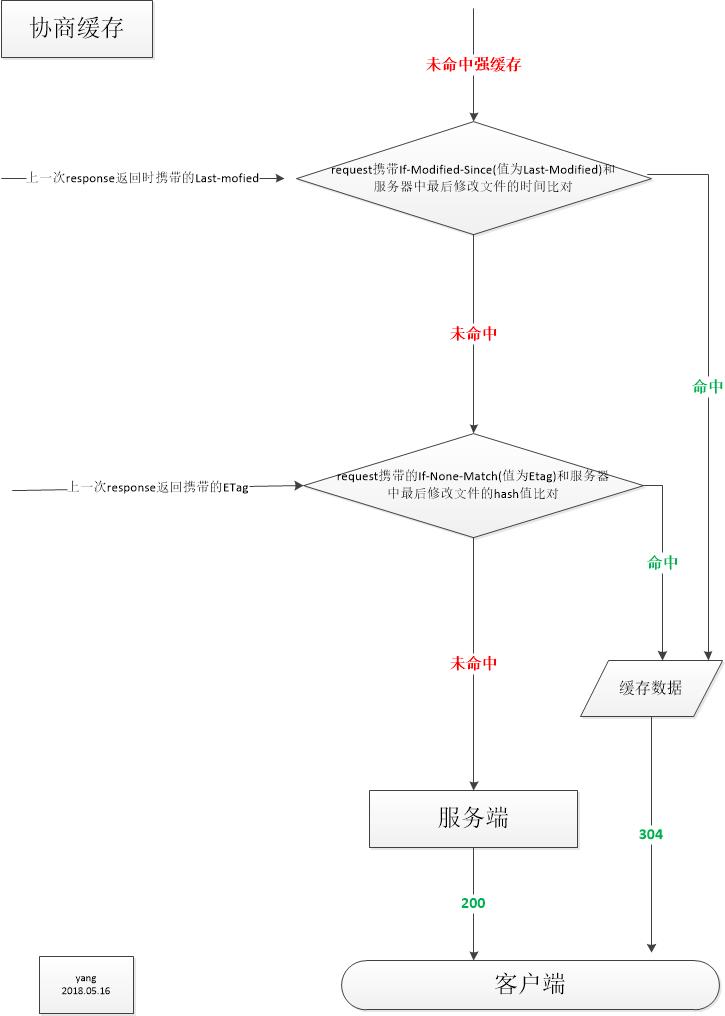 协商缓存
未命中强缓存
request携带If-Modified-Since(值为Last-Modified)和
服务器中最后修改文件的时间比对
上一次response返回时携带的Last-mofied
未命中
命中
request携带的If-None-Match(值为Etag)和服务器
中最后修改文件的hash值比对
上一次response返回携带的ETag
命中
未命中
缓存数据
服务端
304
200
客户端
yang
2018.05.16